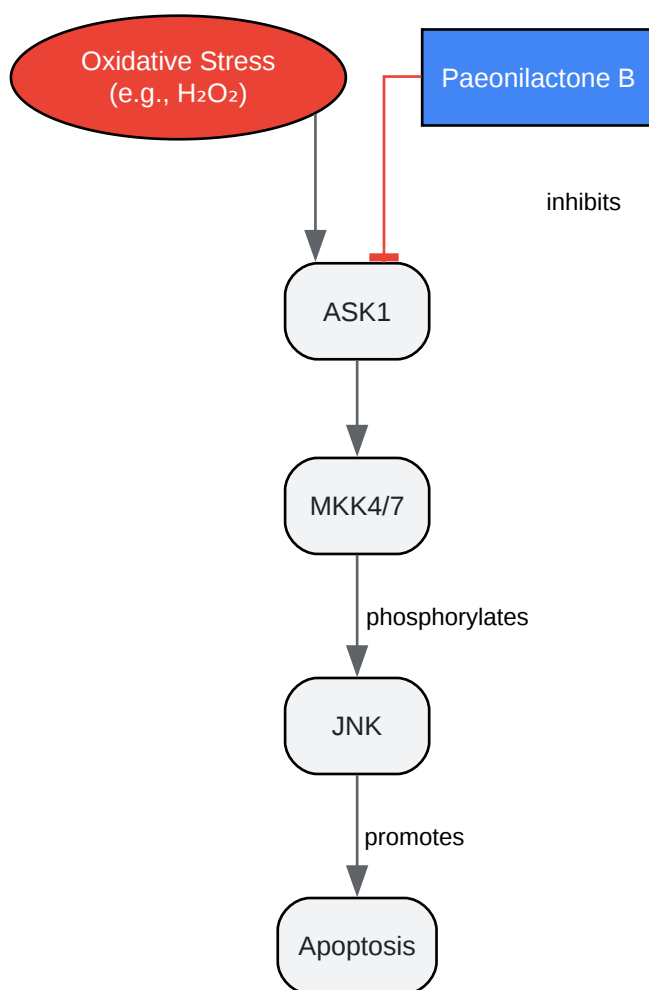 Oxidative Stress
(e.g., H₂O₂)
Paeonilactone B
inhibits
ASK1
MKK4/7
phosphorylates
JNK
promotes
Apoptosis